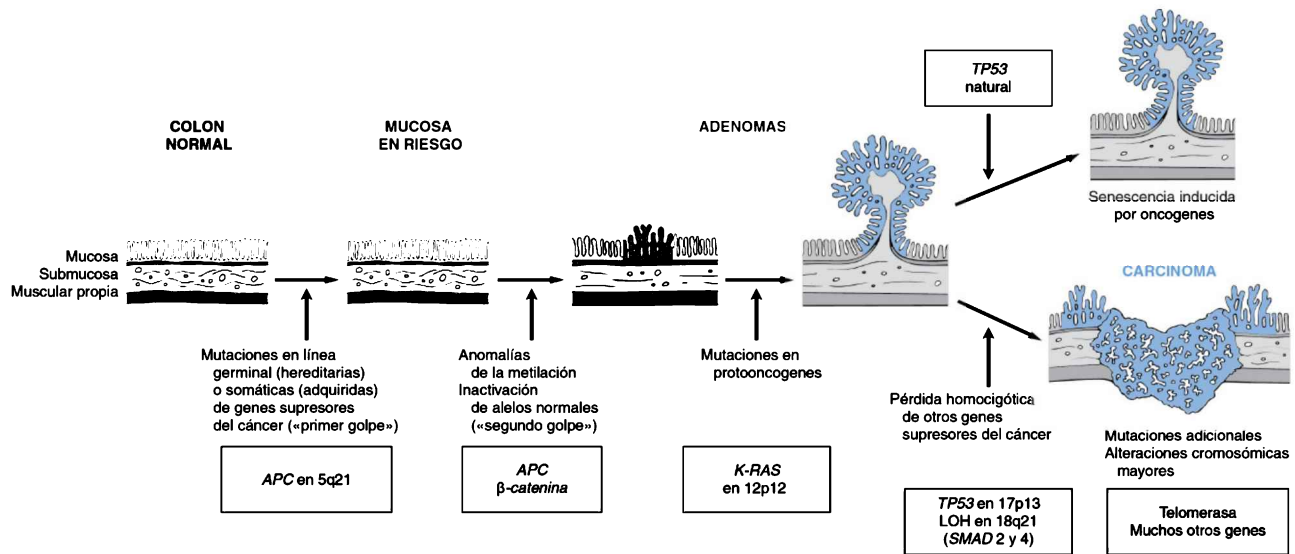 COLON
NORMAL
MUCOSA
EN RIESGO
ADENOMAS
TP53
natural
Senescencia inducida
por oncogenes
Mucosa
Submucosa
Muscular propia
CARCINOMA
Mutaciones en línea
germinal (hereditarias)
o somáticas (adquiridas)
de genes supresores
del cáncer («primer golpe»)
APC en 5q21
Anomalías
de la metilación
Inactivación
de alelos normales
(«segundo golpe»)
APC
β-catenina
Mutaciones en
protooncogenes
K-RAS
en 12p12
Pérdida homocigótica
de otros genes
supresores del cáncer
TP53 en 17p13
LOH en 18q21
(SMAD 2 y 4)
Mutaciones adicionales
Alteraciones cromosómicas
mayores
Telomerasa
Muchos otros genes